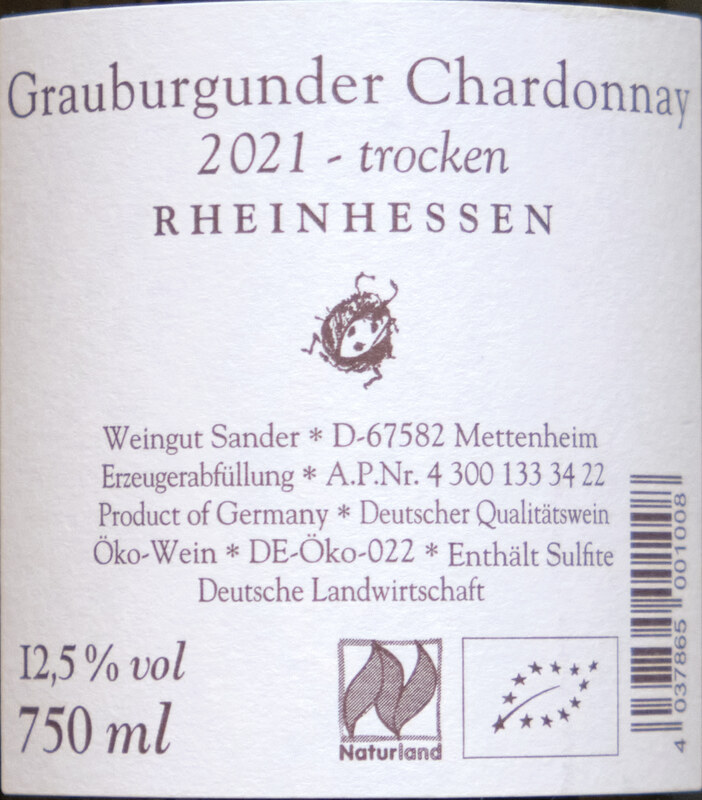 Grauburgunder Chardonnay
2021 - trocken
RHEINHESSEN
Weingut Sander * D-67582 Mettenheim
Erzeugerabfüllung * A.P.Nr. 4 300 133 34 22
Product of Germany * Deutscher Qualitätswein
Öko-Wein * DE-Öko-022 * Enthält Sulfite
Deutsche Landwirtschaft
12,5 % vol
750 ml
Naturland
4 037865 001008